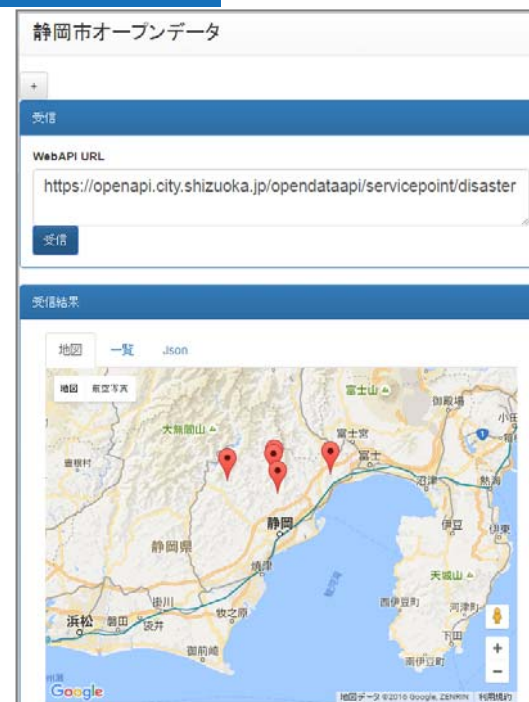 静岡市オープンデータ
+
受信
WebAPI URL
https://openapi.city.shizuoka.jp/opendataapi/servicepoint/disaster
受信
受信結果
地図 一覧 Json
地図 航空写真
富士山
御殿場
大無間山
富士宮
富士
沼津
熱海
静岡
伊豆
伊東
静岡県
焼津
駿河湾
天城山
西伊豆町
河津町
掛川
牧之原
浜松
磐田
袋井
下田
御前崎
南伊豆町
+
−
Google
地図データ ©2016 Google, ZENRIN 利用規約